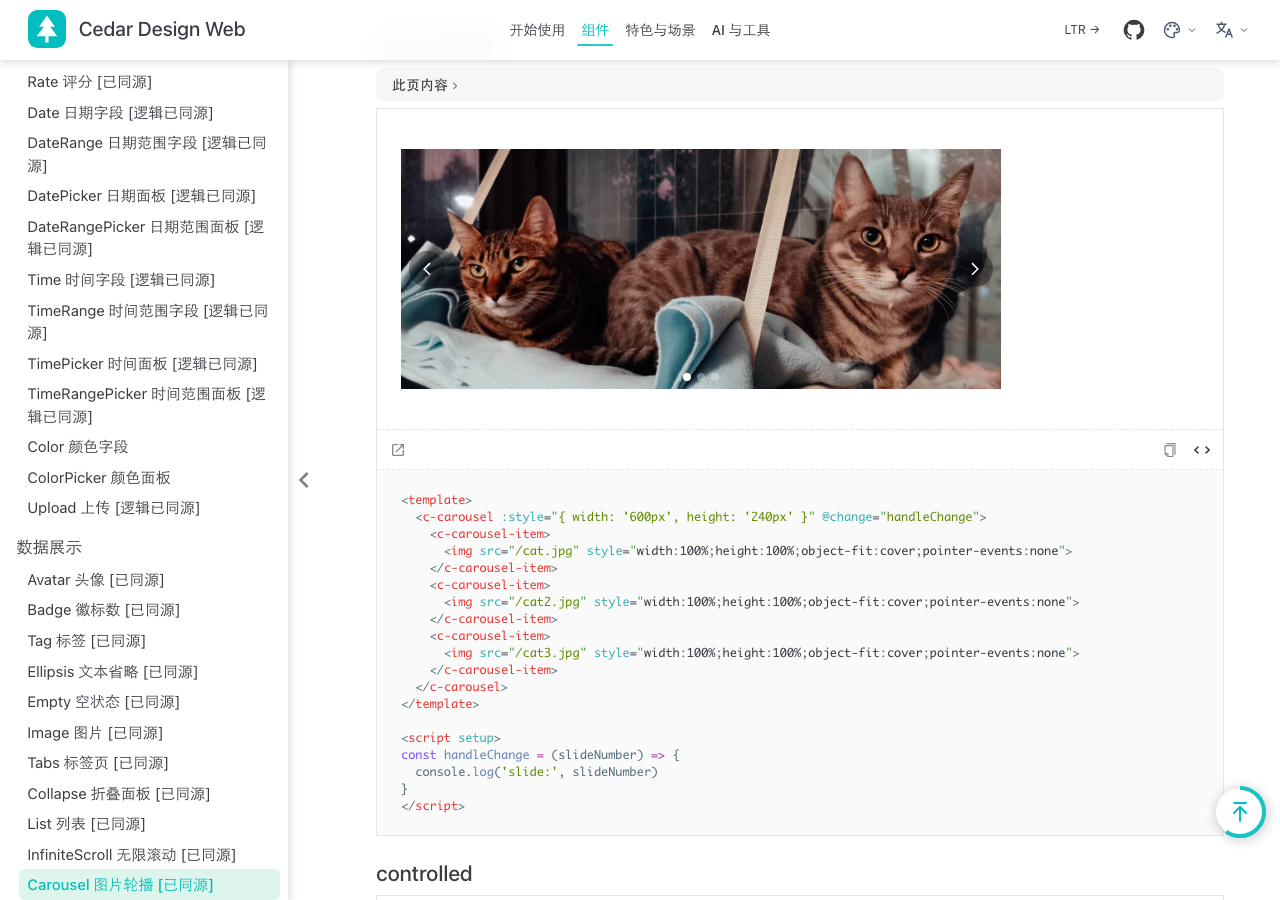 Cedar Design Web
开始使用
组件
特色与场景
AI 与工具
LTR →
Rate 评分 [已同源]
Date 日期字段 [逻辑已同源]
DateRange 日期范围字段 [逻辑已同
源]
DatePicker 日期面板 [逻辑已同源]
DateRangePicker 日期范围面板 [逻
辑已同源]
Time 时间字段 [逻辑已同源]
TimeRange 时间范围字段 [逻辑已同
源]
TimePicker 时间面板 [逻辑已同源]
TimeRangePicker 时间范围面板 [逻
辑已同源]
Color 颜色字段
ColorPicker 颜色面板
Upload 上传 [逻辑已同源]
数据展示
Avatar 头像 [已同源]
Badge 徽标数 [已同源]
Tag 标签 [已同源]
Ellipsis 文本省略 [已同源]
Empty 空状态 [已同源]
Image 图片 [已同源]
Tabs 标签页 [已同源]
Collapse 折叠面板 [已同源]
List 列表 [已同源]
InfiniteScroll 无限滚动 [已同源]
Carousel 图片轮播 [已同源]
此页内容 ›
<template>
  <c-carousel :style="{ width: '600px', height: '240px' }" @change="handleChange">
    <c-carousel-item>
      <img src="/cat.jpg" style="width:100%;height:100%;object-fit:cover;pointer-events:none">
    </c-carousel-item>
    <c-carousel-item>
      <img src="/cat2.jpg" style="width:100%;height:100%;object-fit:cover;pointer-events:none">
    </c-carousel-item>
    <c-carousel-item>
      <img src="/cat3.jpg" style="width:100%;height:100%;object-fit:cover;pointer-events:none">
    </c-carousel-item>
  </c-carousel>
</template>
<script setup>
const handleChange = (slideNumber) => {
  console.log('slide:', slideNumber)
}
</script>
controlled